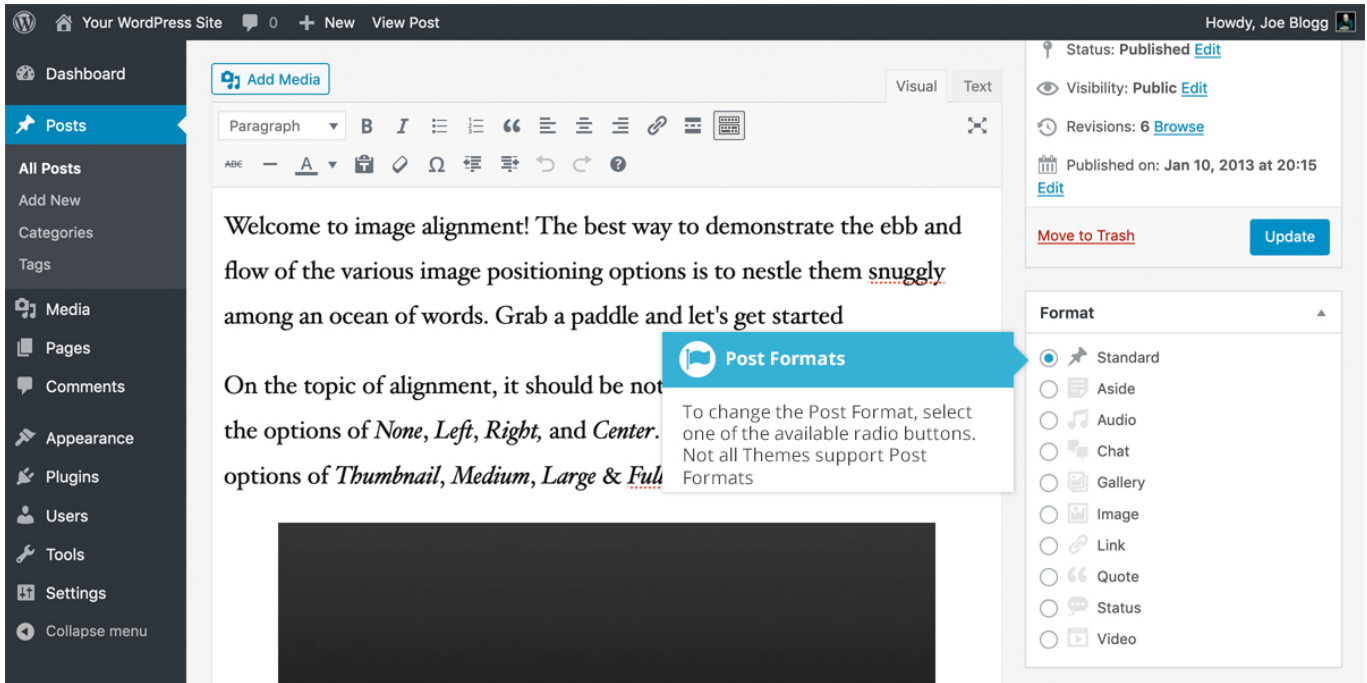 Your WordPress Site 0 + New View Post Howdy, Joe Blogg
Dashboard
Posts
All Posts
Add New
Categories
Tags
Media
Pages
Comments
Appearance
Plugins
Users
Tools
Settings
Collapse menu
Add Media
Visual Text
Paragraph B I
ABC A Ω
Welcome to image alignment! The best way to demonstrate the ebb and
flow of the various image positioning options is to nestle them snuggly
among an ocean of words. Grab a paddle and let's get started
On the topic of alignment, it should be not
the options of None, Left, Right, and Center.
options of Thumbnail, Medium, Large & Full
Post Formats
To change the Post Format, select
one of the available radio buttons.
Not all Themes support Post
Formats
Status: Published Edit
Visibility: Public Edit
Revisions: 6 Browse
Published on: Jan 10, 2013 at 20:15
Edit
Move to Trash Update
Format
Standard
Aside
Audio
Chat
Gallery
Image
Link
Quote
Status
Video